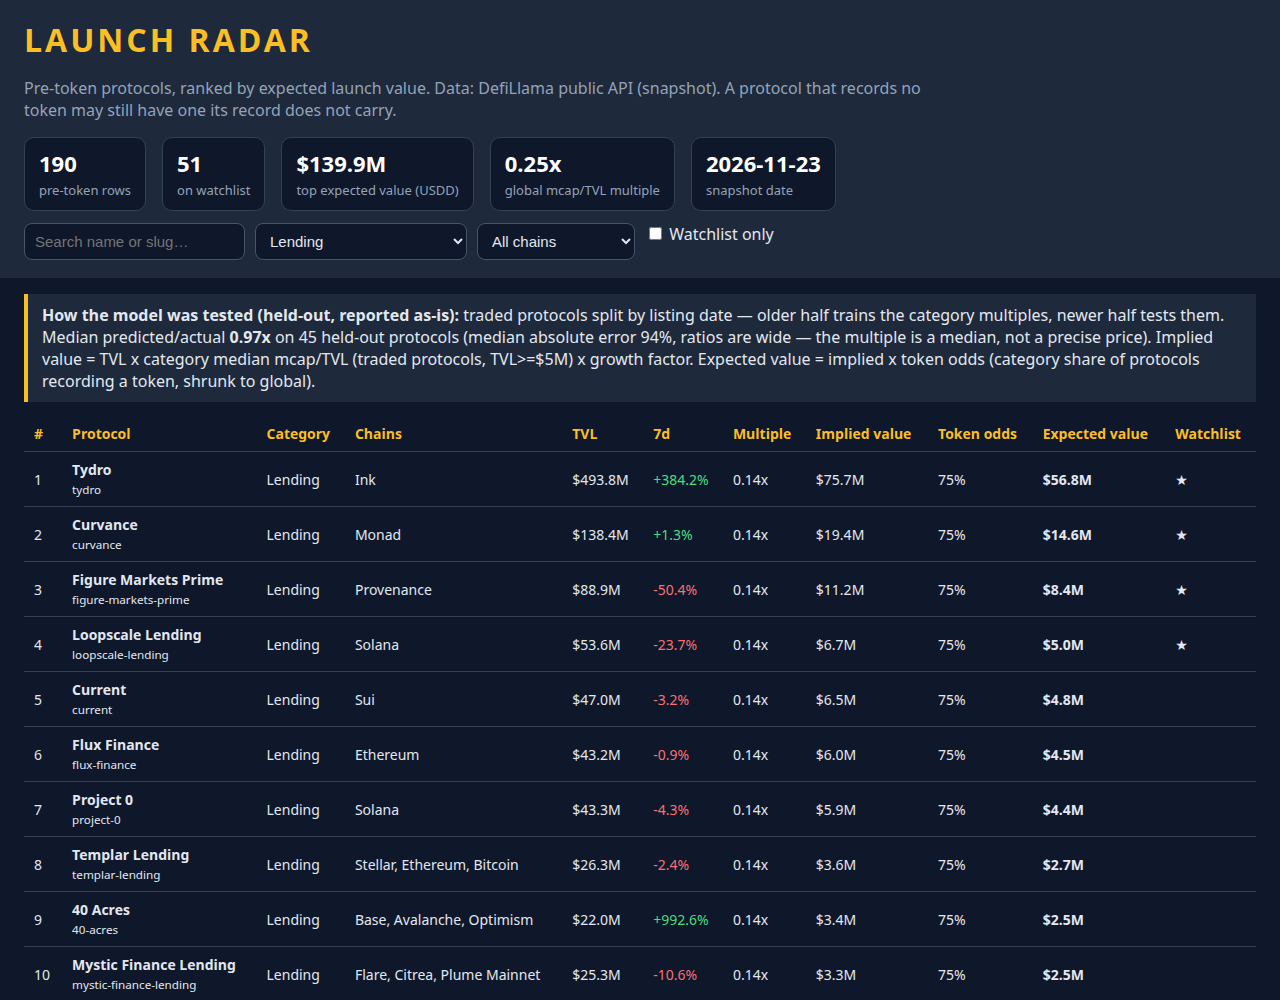 LAUNCH RADAR
Pre-token protocols, ranked by expected launch value. Data: DefiLlama public API (snapshot). A protocol that records no
token may still have one its record does not carry.
190
pre-token rows
51
on watchlist
$139.9M
top expected value (USDD)
0.25x
global mcap/TVL multiple
2026-11-23
snapshot date
Search name or slug…
Lending
All chains
Watchlist only
How the model was tested (held-out, reported as-is): traded protocols split by listing date — older half trains the category multiples, newer half tests them.
Median predicted/actual 0.97x on 45 held-out protocols (median absolute error 94%, ratios are wide — the multiple is a median, not a precise price). Implied
value = TVL x category median mcap/TVL (traded protocols, TVL>=$5M) x growth factor. Expected value = implied x token odds (category share of protocols
recording a token, shrunk to global).
# Protocol Category Chains TVL 7d Multiple Implied value Token odds Expected value Watchlist
1 Tydro Lending Ink $493.8M +384.2% 0.14x $75.7M 75% $56.8M ★
tydro
2 Curvance Lending Monad $138.4M +1.3% 0.14x $19.4M 75% $14.6M ★
curvance
3 Figure Markets Prime Lending Provenance $88.9M -50.4% 0.14x $11.2M 75% $8.4M ★
figure-markets-prime
4 Loopscale Lending Lending Solana $53.6M -23.7% 0.14x $6.7M 75% $5.0M ★
loopscale-lending
5 Current Lending Sui $47.0M -3.2% 0.14x $6.5M 75% $4.8M
current
6 Flux Finance Lending Ethereum $43.2M -0.9% 0.14x $6.0M 75% $4.5M
flux-finance
7 Project 0 Lending Solana $43.3M -4.3% 0.14x $5.9M 75% $4.4M
project-0
8 Templar Lending Lending Stellar, Ethereum, Bitcoin $26.3M -2.4% 0.14x $3.6M 75% $2.7M
templar-lending
9 40 Acres Lending Base, Avalanche, Optimism $22.0M +992.6% 0.14x $3.4M 75% $2.5M
40-acres
10 Mystic Finance Lending Lending Flare, Citrea, Plume Mainnet $25.3M -10.6% 0.14x $3.3M 75% $2.5M
mystic-finance-lending